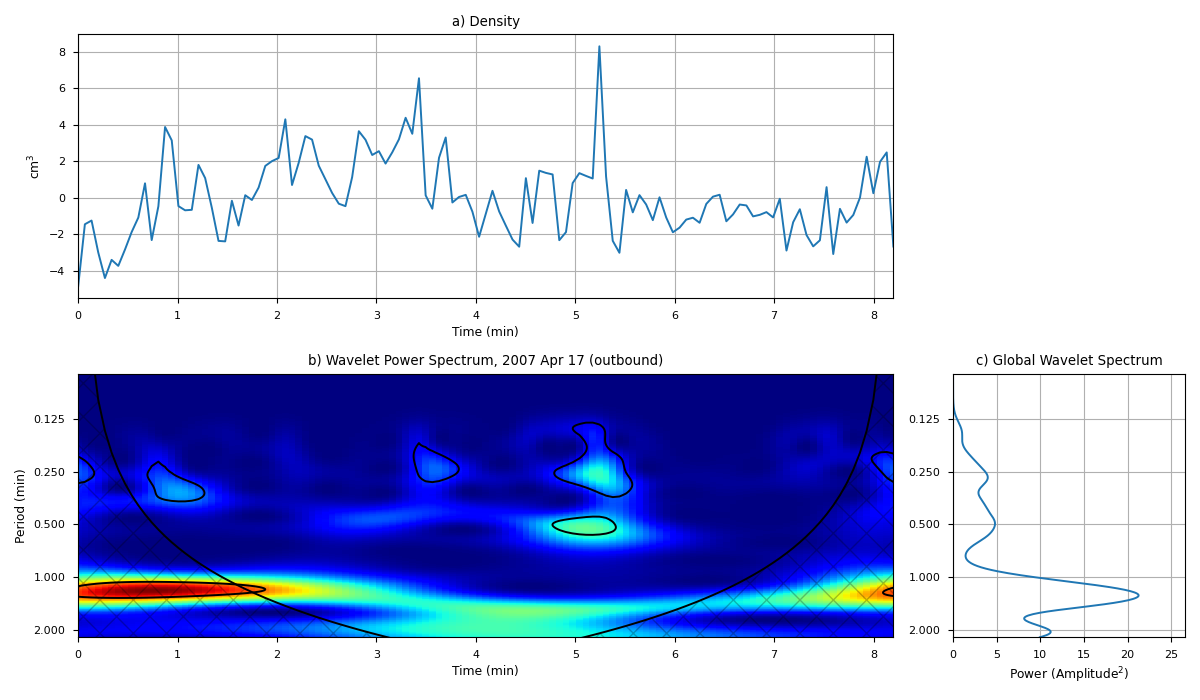 a) Density
8
6
4
2
0
−2
−4
cm³
0 1 2 3 4 5 6 7 8
Time (min)
b) Wavelet Power Spectrum, 2007 Apr 17 (outbound)
0.125
0.250
0.500
1.000
2.000
Period (min)
0 1 2 3 4 5 6 7 8
Time (min)
c) Global Wavelet Spectrum
0.125
0.250
0.500
1.000
2.000
0 5 10 15 20 25
Power (Amplitude²)